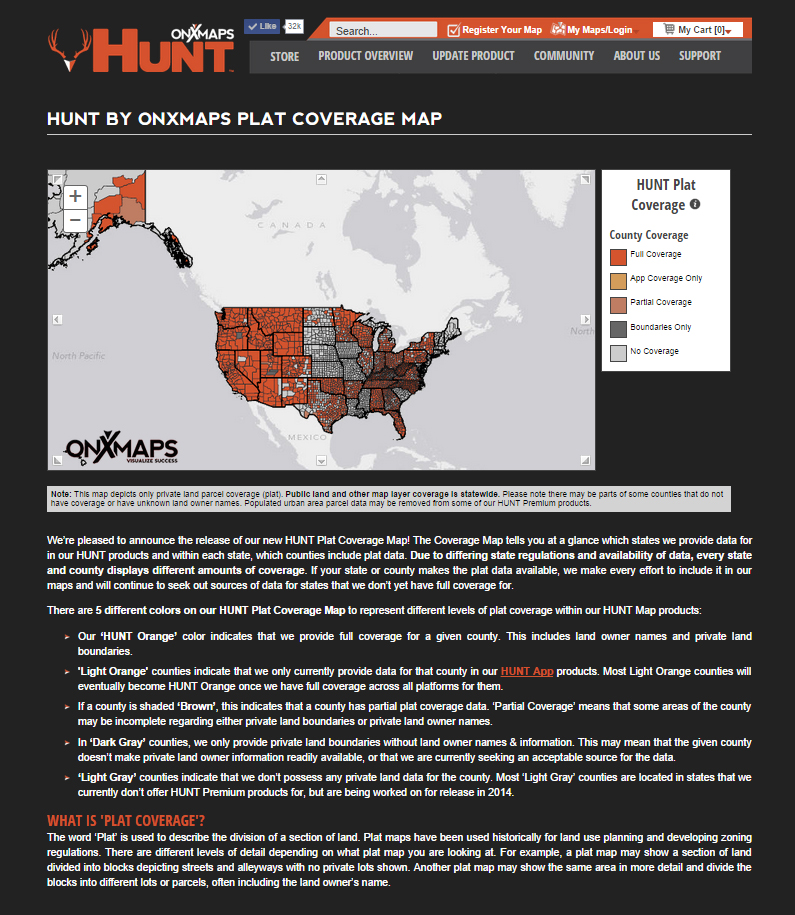 ONXMAPS
HUNT™
Like 32k
Search...
Register Your Map
My Maps/Login
My Cart [0]
STORE PRODUCT OVERVIEW UPDATE PRODUCT COMMUNITY ABOUT US SUPPORT
HUNT BY ONXMAPS PLAT COVERAGE MAP
+
−
CANADA
North Pacific
North
MEXICO
ONXMAPS
VISUALIZE SUCCESS
HUNT Plat
Coverage
County Coverage
Full Coverage
App Coverage Only
Partial Coverage
Boundaries Only
No Coverage
Note: This map depicts only private land parcel coverage (plat). Public land and other map layer coverage is statewide. Please note there may be parts of some counties that do not
have coverage or have unknown land owner names. Populated urban area parcel data may be removed from some of our HUNT Premium products.
We're pleased to announce the release of our new HUNT Plat Coverage Map! The Coverage Map tells you at a glance which states we provide data for
in our HUNT products and within each state, which counties include plat data. Due to differing state regulations and availability of data, every state
and county displays different amounts of coverage. If your state or county makes the plat data available, we make every effort to include it in our
maps and will continue to seek out sources of data for states that we don't yet have full coverage for.
There are 5 different colors on our HUNT Plat Coverage Map to represent different levels of plat coverage within our HUNT Map products:
Our ‘HUNT Orange’ color indicates that we provide full coverage for a given county. This includes land owner names and private land
boundaries.
'Light Orange' counties indicate that we only currently provide data for that county in our HUNT App products. Most Light Orange counties will
eventually become HUNT Orange once we have full coverage across all platforms for them.
If a county is shaded ‘Brown’, this indicates that a county has partial plat coverage data. ‘Partial Coverage’ means that some areas of the county
may be incomplete regarding either private land boundaries or private land owner names.
In ‘Dark Gray’ counties, we only provide private land boundaries without land owner names & information. This may mean that the given county
doesn't make private land owner information readily available, or that we are currently seeking an acceptable source for the data.
‘Light Gray’ counties indicate that we don't possess any private land data for the county. Most ‘Light Gray’ counties are located in states that we
currently don't offer HUNT Premium products for, but are being worked on for release in 2014.
WHAT IS 'PLAT COVERAGE'?
The word ‘Plat’ is used to describe the division of a section of land. Plat maps have been used historically for land use planning and developing zoning
regulations. There are different levels of detail depending on what plat map you are looking at. For example, a plat map may show a section of land
divided into blocks depicting streets and alleyways with no private lots shown. Another plat map may show the same area in more detail and divide the
blocks into different lots or parcels, often including the land owner's name.